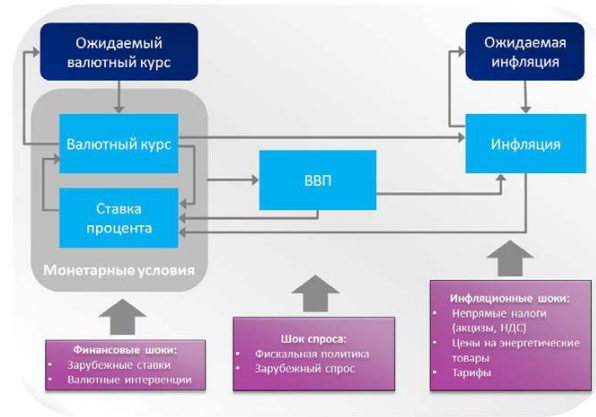 Ожидаемый
валютный курс
Ожидаемая
инфляция
Валютный курс
Инфляция
ВВП
Ставка
процента
Монетарные условия
Финансовые шоки:
• Зарубежные ставки
• Валютные интервенции
Шок спроса:
• Фискальная политика
• Зарубежный спрос
Инфляционные шоки:
• Непрямые налоги
(акцизы, НДС)
• Цены на энергетические
товары
• Тарифы